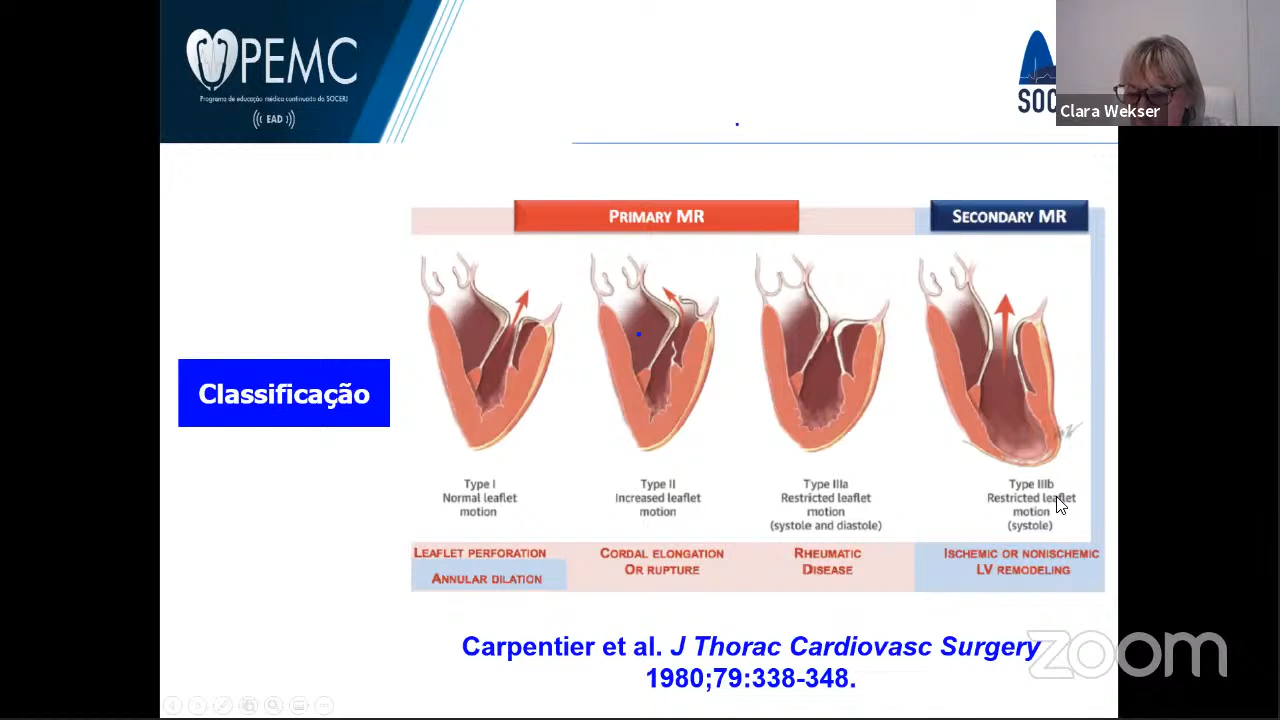 PEMC
Programa de educação médica continuada da SOCERJ
EAD
SOC
Clara Wekser
PRIMARY MR
SECONDARY MR
Classificação
Type I
Normal leaflet
motion
Type II
Increased leaflet
motion
Type IIIa
Restricted leaflet
motion
(systole and diastole)
Type IIIb
Restricted leaflet
motion
(systole)
LEAFLET PERFORATION
ANNULAR DILATION
CORDAL ELONGATION
OR RUPTURE
RHEUMATIC
DISEASE
ISCHEMIC OR NONISCHEMIC
LV REMODELING
Carpentier et al. J Thorac Cardiovasc Surgery
1980;79:338-348.
zoom